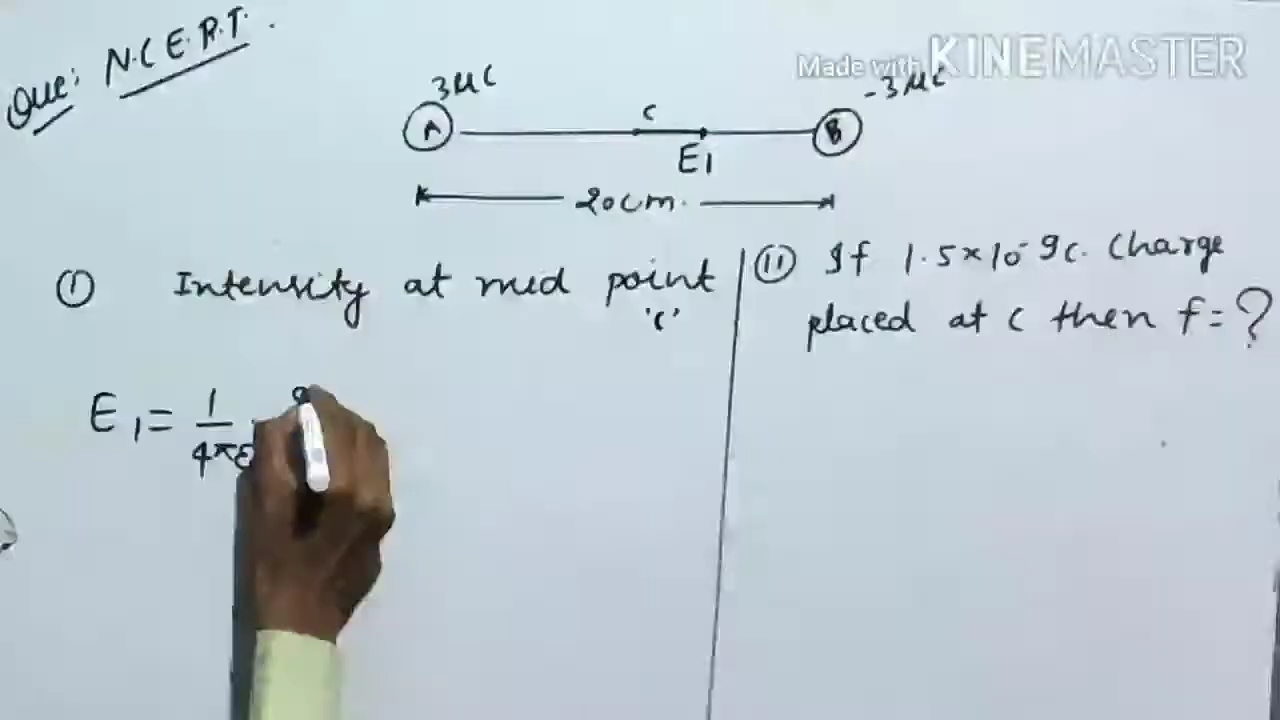 Que: N.C.E.R.T.
Made with KINEMASTER
3μC
-3μC
A
C
B
E1
20cm.
① Intensity at mid point
'C'
⑪ If 1.5×10⁻⁹C. Charge
placed at C then f=?
E1= 1
4πε